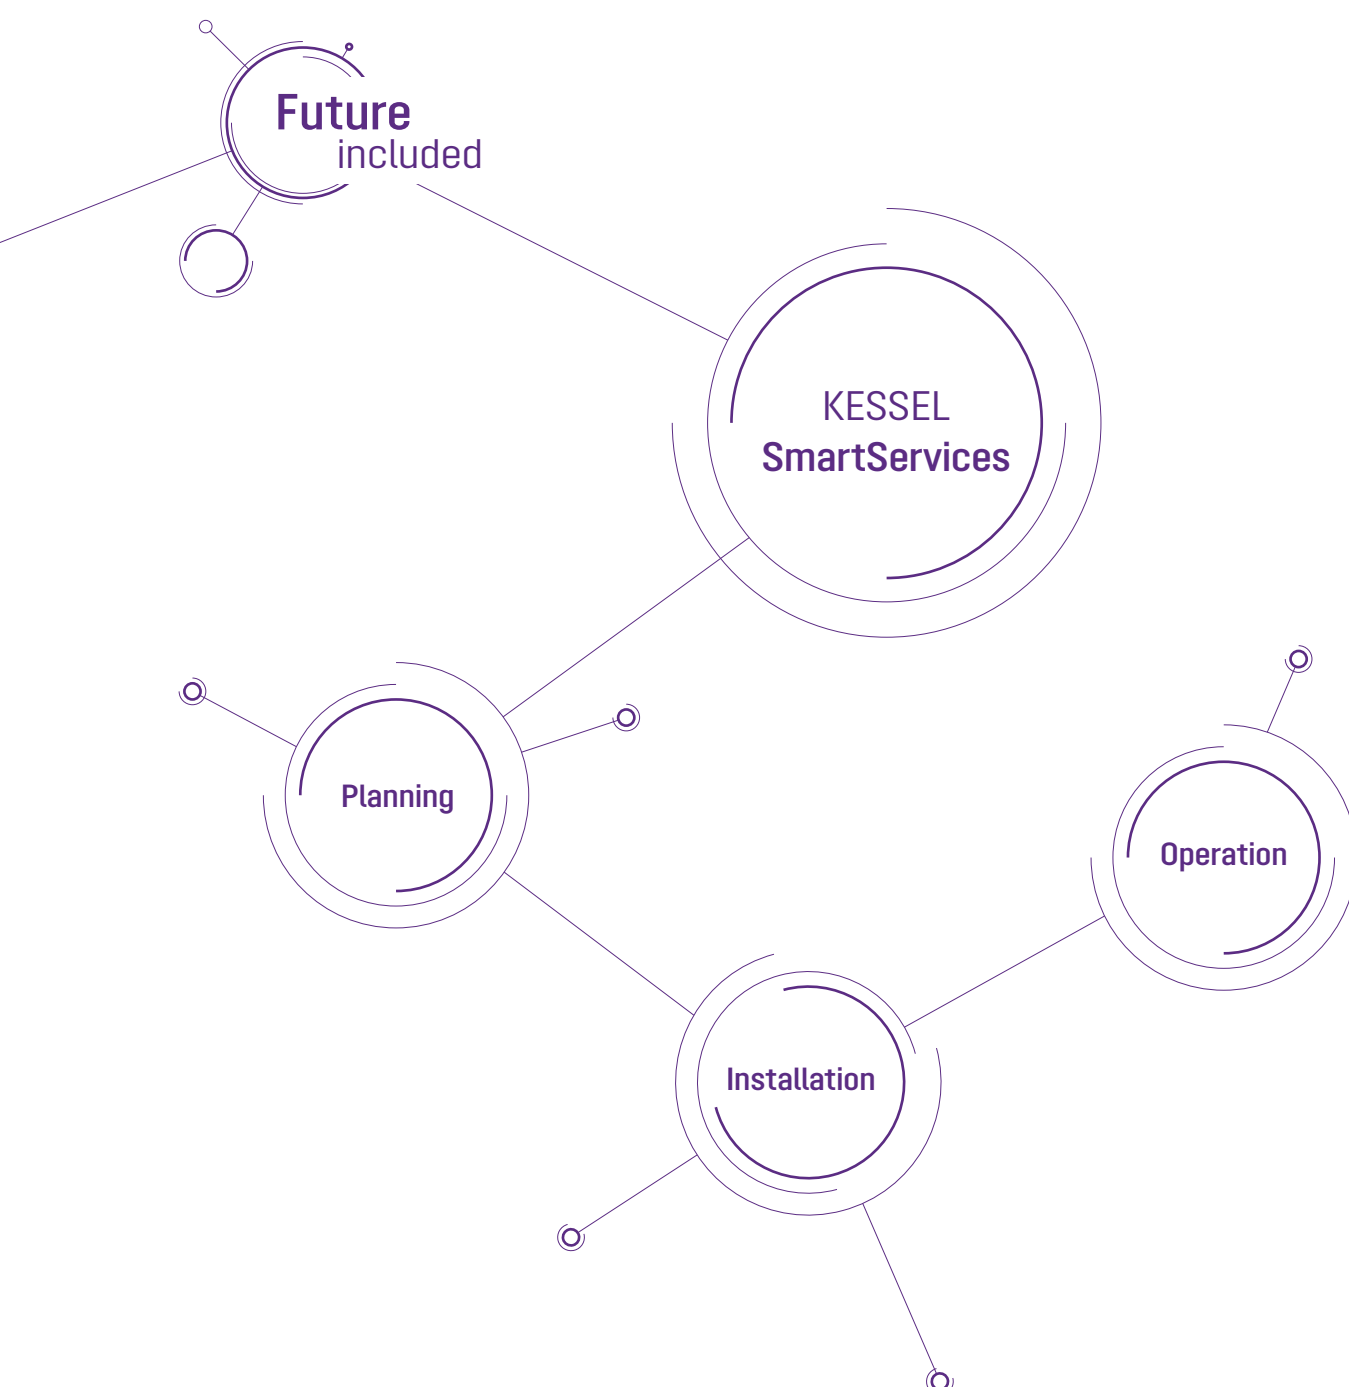 Future
included
KESSEL
SmartServices
Planning
Operation
Installation